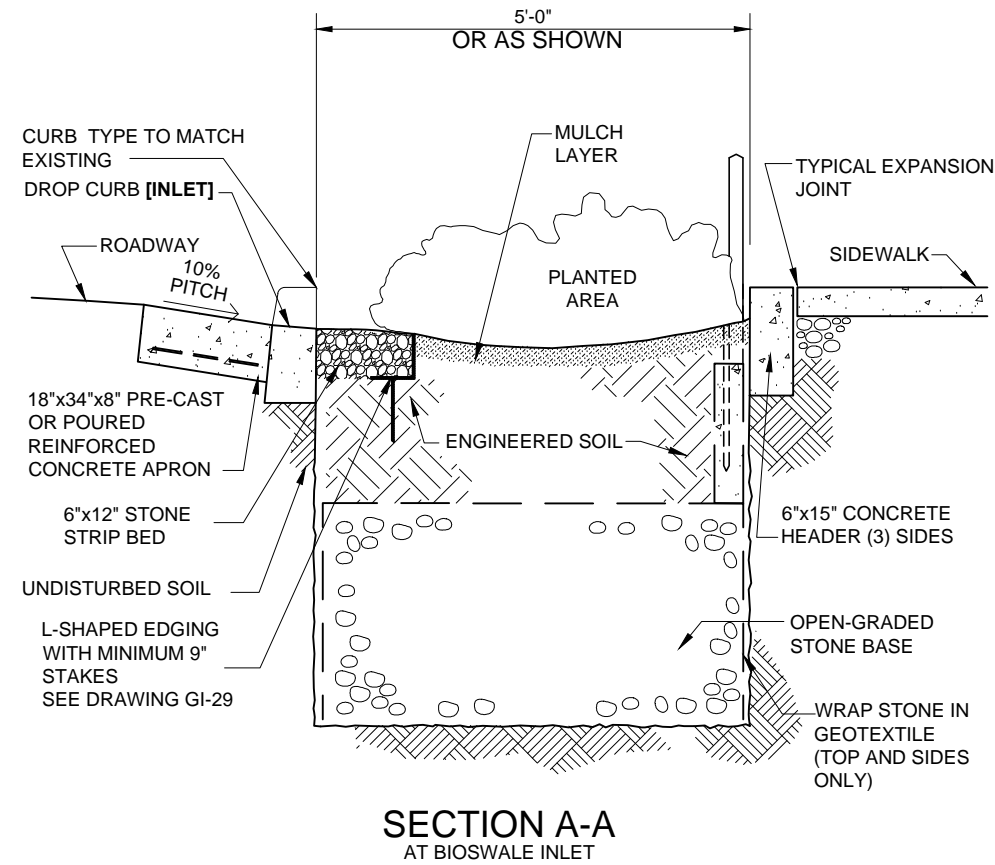 5'-0"
OR AS SHOWN
CURB TYPE TO MATCH
EXISTING
DROP CURB [INLET]
ROADWAY
10%
PITCH
MULCH
LAYER
TYPICAL EXPANSION
JOINT
SIDEWALK
PLANTED
AREA
18"x34"x8" PRE-CAST
OR POURED
REINFORCED
CONCRETE APRON
ENGINEERED SOIL
6"x12" STONE
STRIP BED
6"x15" CONCRETE
HEADER (3) SIDES
UNDISTURBED SOIL
L-SHAPED EDGING
WITH MINIMUM 9"
STAKES
SEE DRAWING GI-29
OPEN-GRADED
STONE BASE
WRAP STONE IN
GEOTEXTILE
(TOP AND SIDES
ONLY)
SECTION A-A
AT BIOSWALE INLET